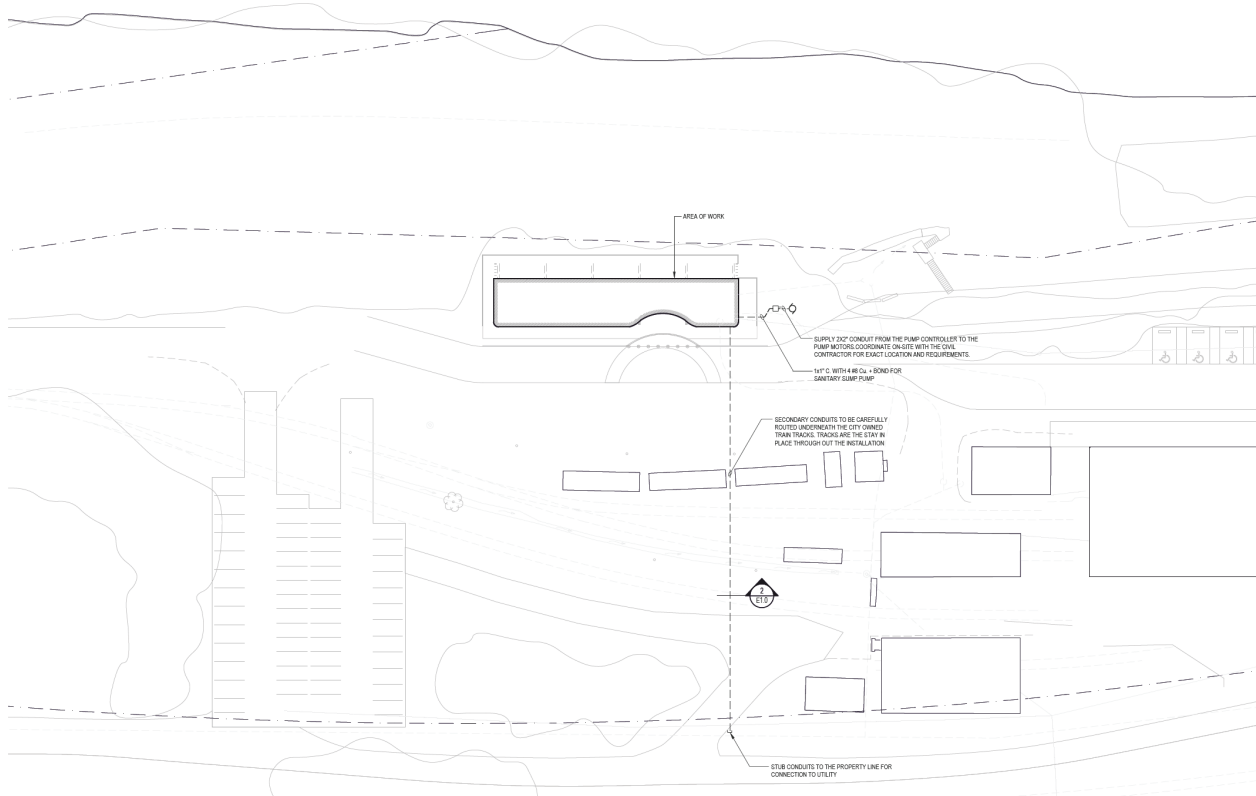 AREA OF WORK
SUPPLY 2X2" CONDUIT FROM THE PUMP CONTROLLER TO THE
PUMP MOTORS.COORDINATE ON-SITE WITH THE CIVIL
CONTRACTOR FOR EXACT LOCATION AND REQUIREMENTS.
1x1" C. WITH 4 #8 Cu. + BOND FOR
SANITARY SUMP PUMP
SECONDARY CONDUITS TO BE CAREFULLY
ROUTED UNDERNEATH THE CITY OWNED
TRAIN TRACKS. TRACKS ARE THE STAY IN
PLACE THROUGH OUT THE INSTALLATION
2
E1.0
STUB CONDUITS TO THE PROPERTY LINE FOR
CONNECTION TO UTILITY